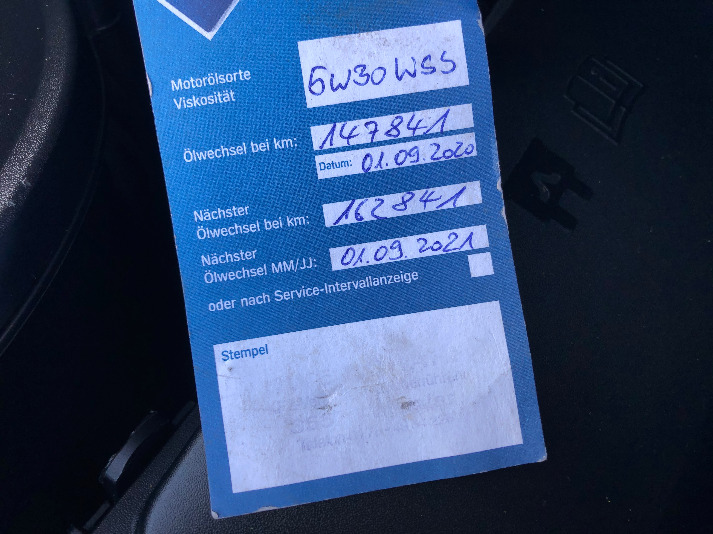 Motorölsorte
Viskosität
5W30 WSS
Ölwechsel bei km: 147841
Datum: 01.09.2020
Nächster
Ölwechsel bei km: 162841
Nächster
Ölwechsel MM/JJ: 01.09.2021
oder nach Service-Intervallanzeige
Stempel